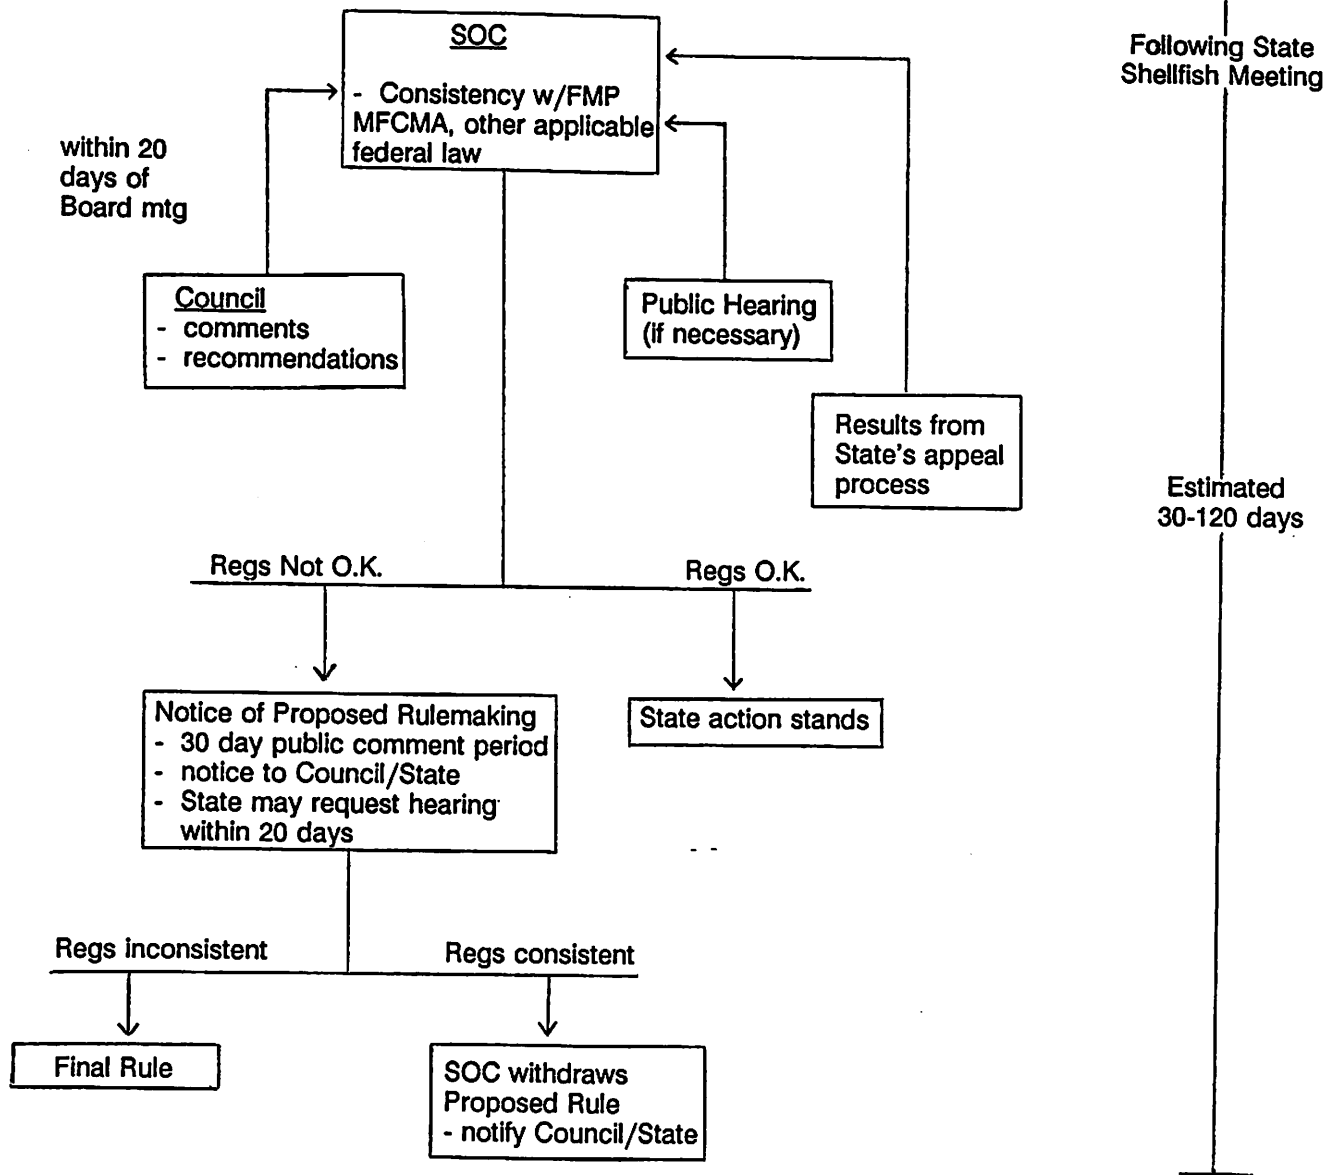 SOC
- Consistency w/FMP
MFCMA, other applicable
federal law
Following State
Shellfish Meeting
within 20
days of
Board mtg
Council
- comments
- recommendations
Public Hearing
(if necessary)
Results from
State's appeal
process
Estimated
30-120 days
Regs Not O.K.
Regs O.K.
Notice of Proposed Rulemaking
- 30 day public comment period
- notice to Council/State
- State may request hearing
within 20 days
State action stands
Regs inconsistent
Regs consistent
Final Rule
SOC withdraws
Proposed Rule
- notify Council/State